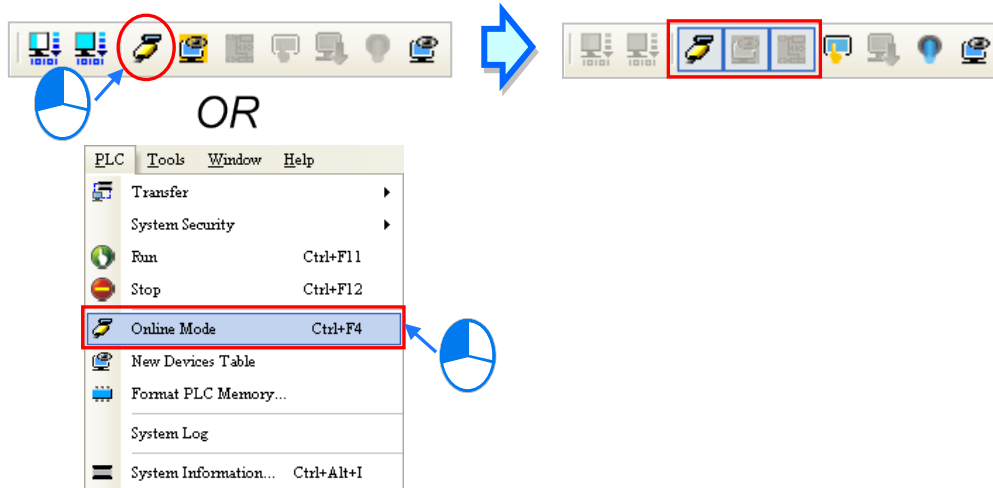 OR
PLC Tools Window Help
Transfer
System Security
Run Ctrl+F11
Stop Ctrl+F12
Online Mode Ctrl+F4
New Devices Table
Format PLC Memory...
System Log
System Information... Ctrl+Alt+I